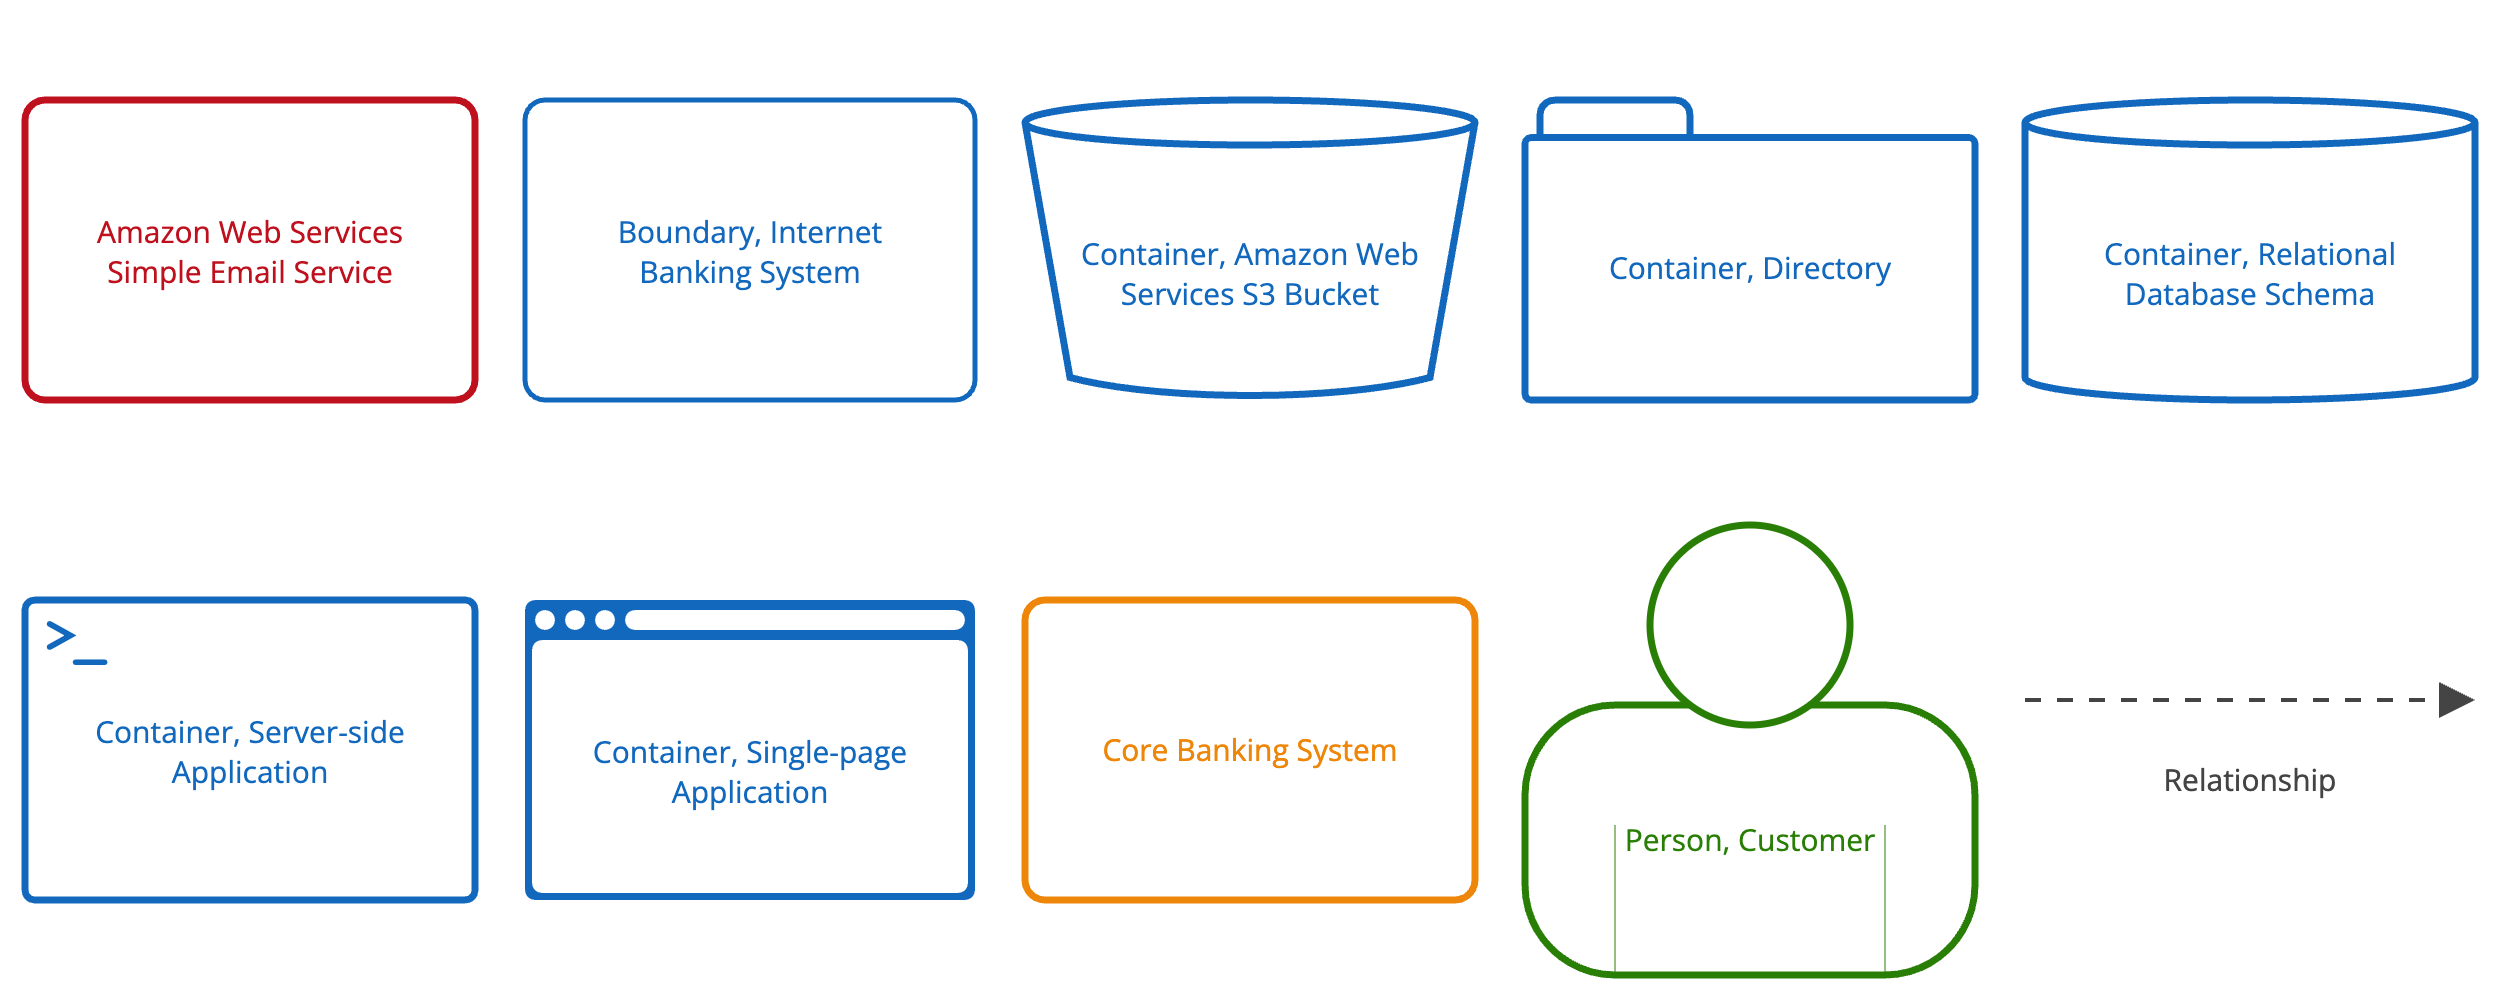 Amazon Web Services
Simple Email Service
Boundary, Internet
Banking System
Container, Amazon Web
Services S3 Bucket
Container, Directory
Container, Relational
Database Schema
>_
Container, Server-side
Application
Container, Single-page
Application
Core Banking System
Person, Customer
Relationship